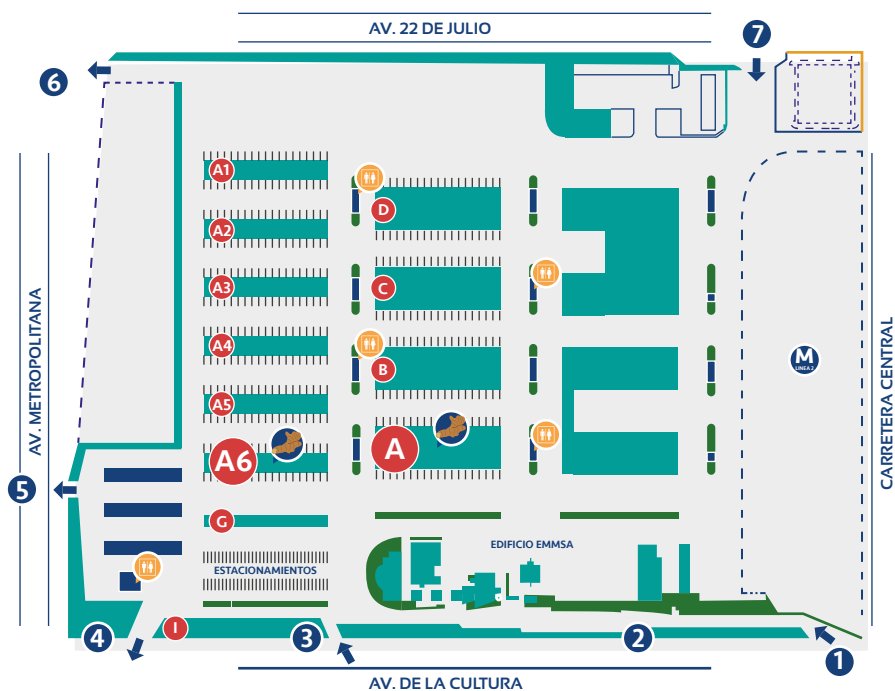 AV. 22 DE JULIO
7
6
A1
D
A2
A3
C
A4
B
M
LINEA 2
A5
A6
A
AV. METROPOLITANA
CARRETERA CENTRAL
5
G
EDIFICIO EMMSA
ESTACIONAMIENTOS
4
I
3
2
1
AV. DE LA CULTURA